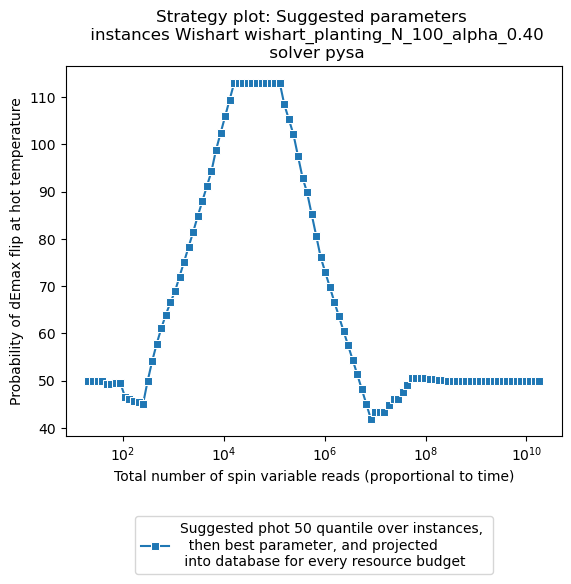 Strategy plot: Suggested parameters
instances Wishart wishart_planting_N_100_alpha_0.40
solver pysa
Probability of dEmax flip at hot temperature
110
100
90
80
70
60
50
40
10²
10⁴
10⁶
10⁸
10¹⁰
Total number of spin variable reads (proportional to time)
Suggested phot 50 quantile over instances,
then best parameter, and projected
into database for every resource budget